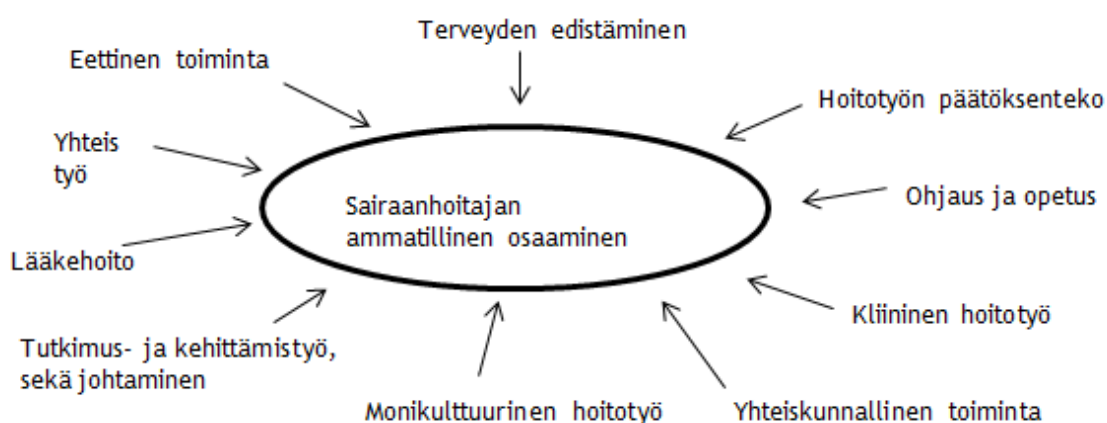 Terveyden edistäminen
Eettinen toiminta
Hoitotyön päätöksenteko
Yhteis
työ
Ohjaus ja opetus
Sairaanhoitajan
ammatillinen osaaminen
Lääkehoito
Kliininen hoitotyö
Tutkimus- ja kehittämistyö,
sekä johtaminen
Monikulttuurinen hoitotyö
Yhteiskunnallinen toiminta